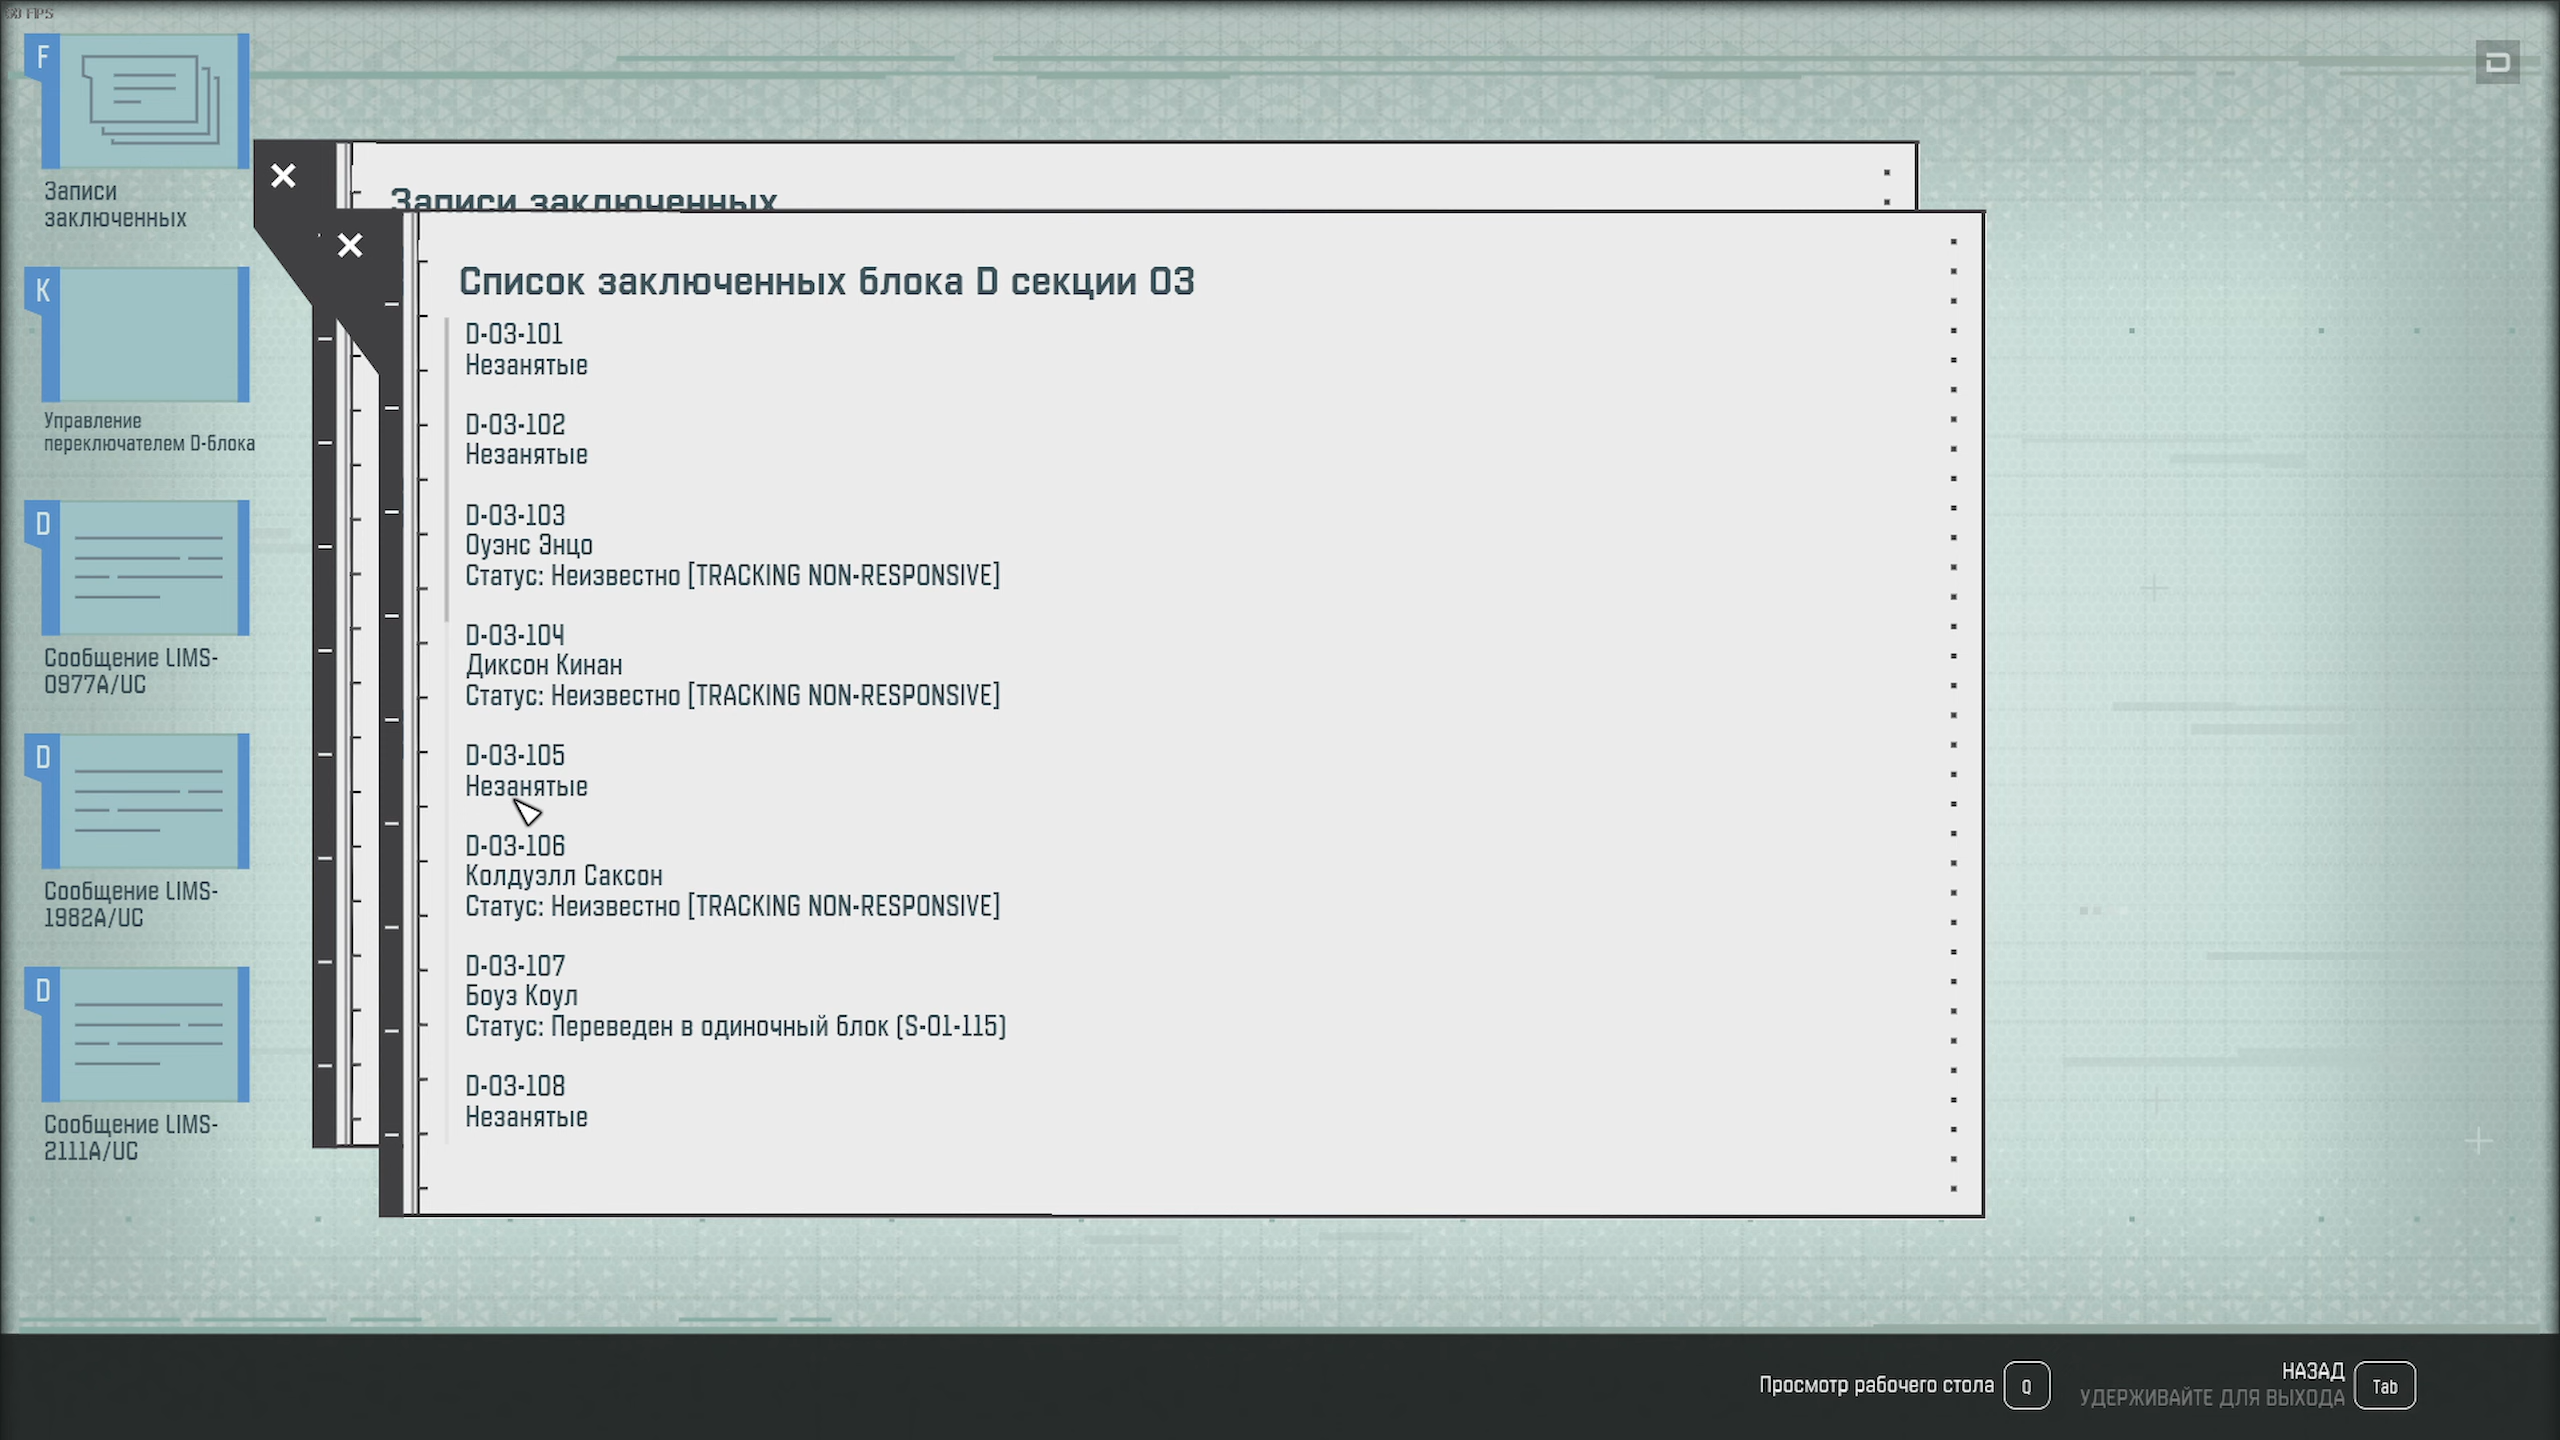 FPS
F
Записи
заключенных
K
Управление
переключателем D-блока
D
Сообщение LIMS-
0977A/UC
D
Сообщение LIMS-
1982A/UC
D
Сообщение LIMS-
2111A/UC
Записи заключенных
Список заключенных блока D секции 03
D-03-101
Незанятые
D-03-102
Незанятые
D-03-103
Оуэнс Энцо
Статус: Неизвестно [TRACKING NON-RESPONSIVE]
D-03-104
Диксон Кинан
Статус: Неизвестно [TRACKING NON-RESPONSIVE]
D-03-105
Незанятые
D-03-106
Колдуэлл Саксон
Статус: Неизвестно [TRACKING NON-RESPONSIVE]
D-03-107
Боуэ Коул
Статус: Переведен в одиночный блок (S-01-115)
D-03-108
Незанятые
Просмотр рабочего стола Q
НАЗАД
УДЕРЖИВАЙТЕ ДЛЯ ВЫХОДА Tab